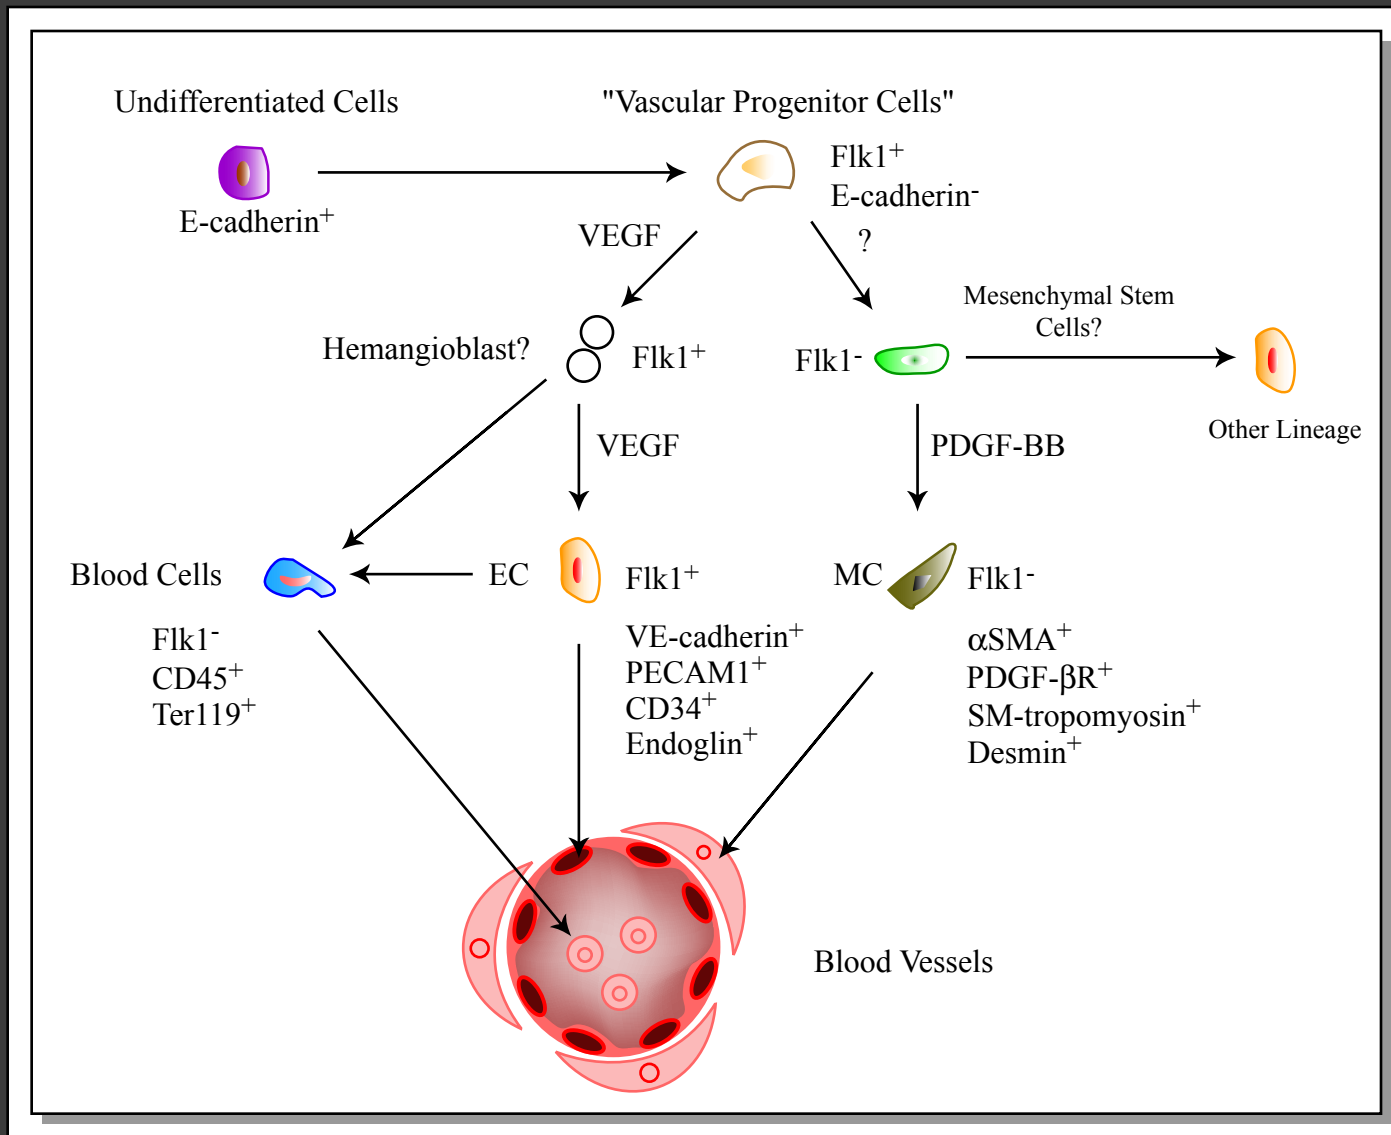 Undifferentiated Cells
"Vascular Progenitor Cells"
Flk1+
E-cadherin-
E-cadherin+
VEGF
?
Mesenchymal Stem
Cells?
Hemangioblast?
Flk1+
Flk1-
Other Lineage
VEGF
PDGF-BB
Blood Cells
EC
Flk1+
MC
Flk1-
Flk1-
CD45+
Ter119+
VE-cadherin+
PECAM1+
CD34+
Endoglin+
αSMA+
PDGF-βR+
SM-tropomyosin+
Desmin+
Blood Vessels